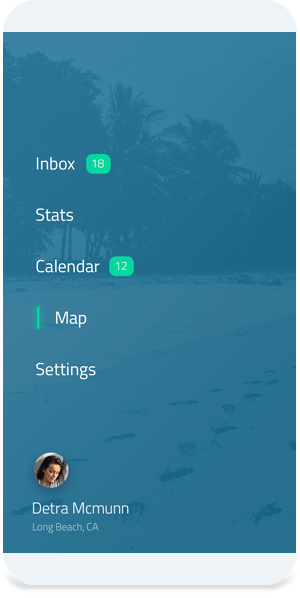 Inbox 18
Stats
Calendar 12
Map
Settings
Detra Mcmunn
Long Beach, CA